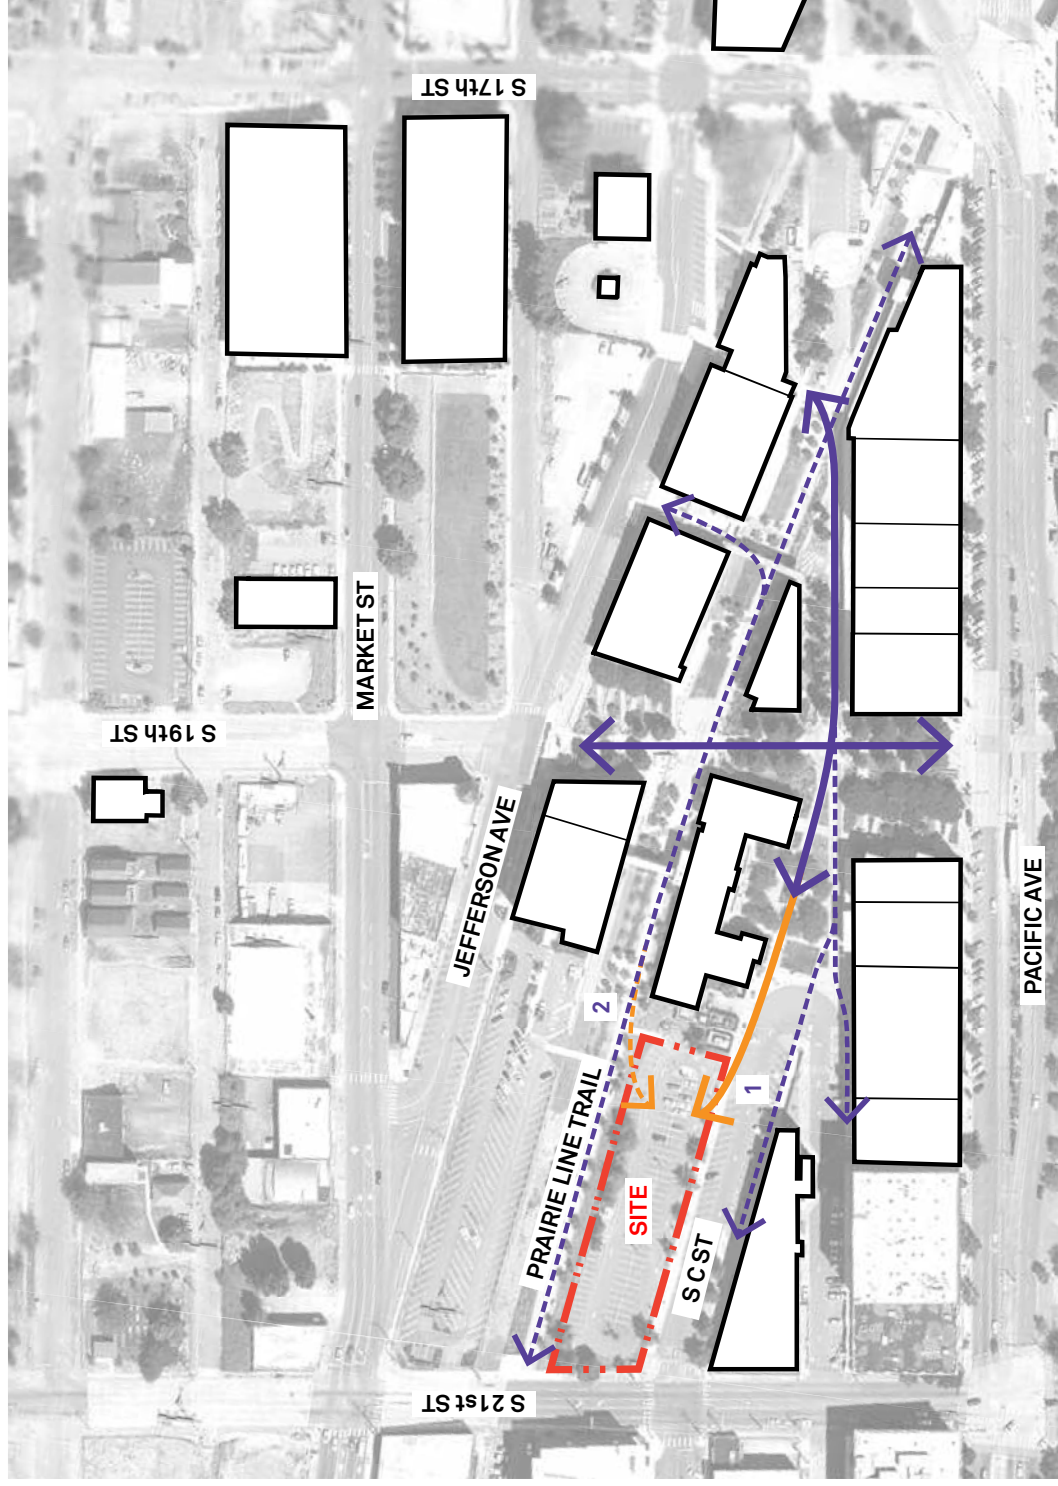 S 17th ST
MARKET ST
S 19th ST
JEFFERSON AVE
PACIFIC AVE
2
1
PRAIRIE LINE TRAIL
SITE
S C ST
S 21st ST